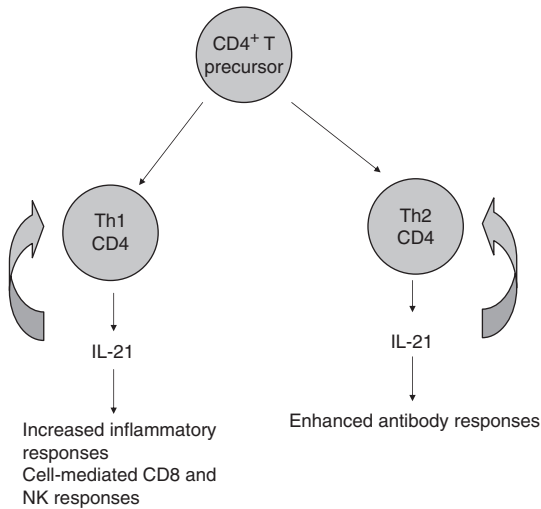 CD4⁺ T
precursor
Th1
CD4
Th2
CD4
IL-21
IL-21
Increased inflammatory
responses
Cell-mediated CD8 and
NK responses
Enhanced antibody responses